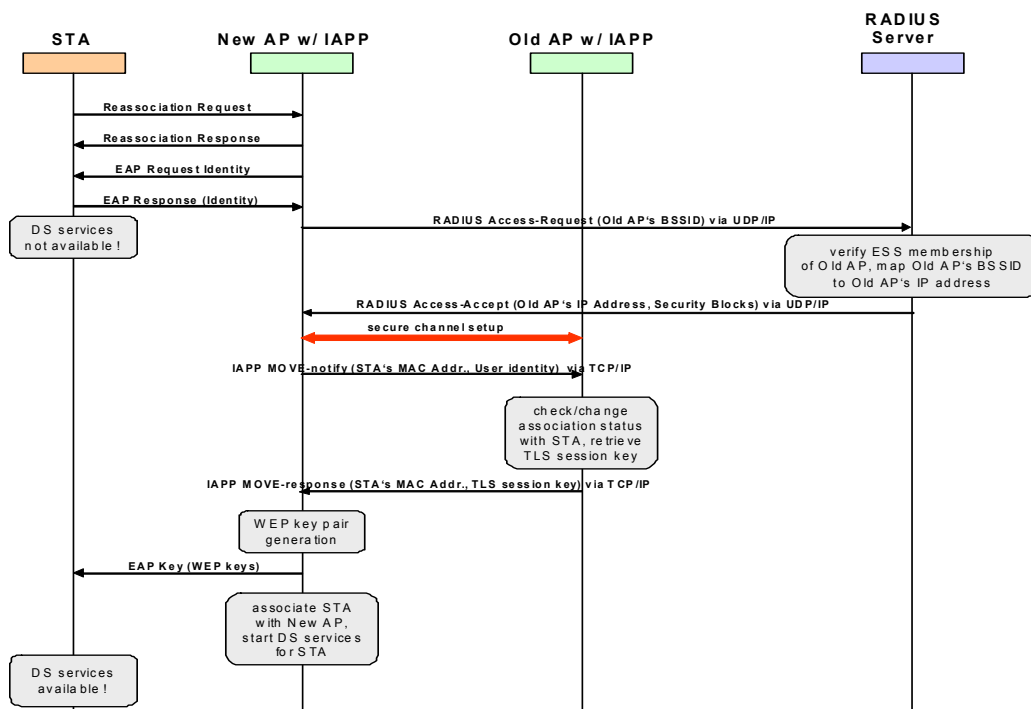 STA
New AP w/ IAPP
Old AP w/ IAPP
RADIUS
Server
Reassociation Request
Reassociation Response
EAP Request Identity
EAP Response (Identity)
DS services
not available !
RADIUS Access-Request (Old AP‘s BSSID) via UDP/IP
verify ESS membership
of Old AP, map Old AP‘s BSSID
to Old AP‘s IP address
RADIUS Access-Accept (Old AP‘s IP Address, Security Blocks) via UDP/IP
secure channel setup
IAPP MOVE-notify (STA‘s MAC Addr., User identity) via TCP/IP
check/change
association status
with STA, retrieve
TLS session key
IAPP MOVE-response (STA‘s MAC Addr., TLS session key) via TCP/IP
WEP key pair
generation
EAP Key (WEP keys)
associate STA
with New AP,
start DS services
for STA
DS services
available !